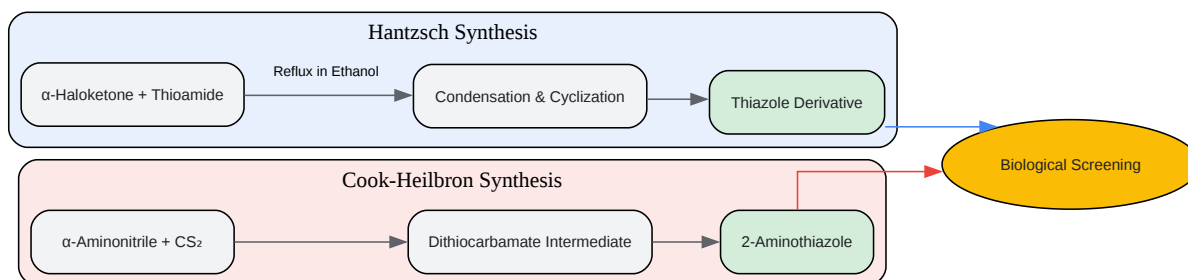 Hantzsch Synthesis
α-Haloketone + Thioamide
Reflux in Ethanol
Condensation & Cyclization
Thiazole Derivative
Biological Screening
Cook-Heilbron Synthesis
α-Aminonitrile + CS₂
Dithiocarbamate Intermediate
2-Aminothiazole